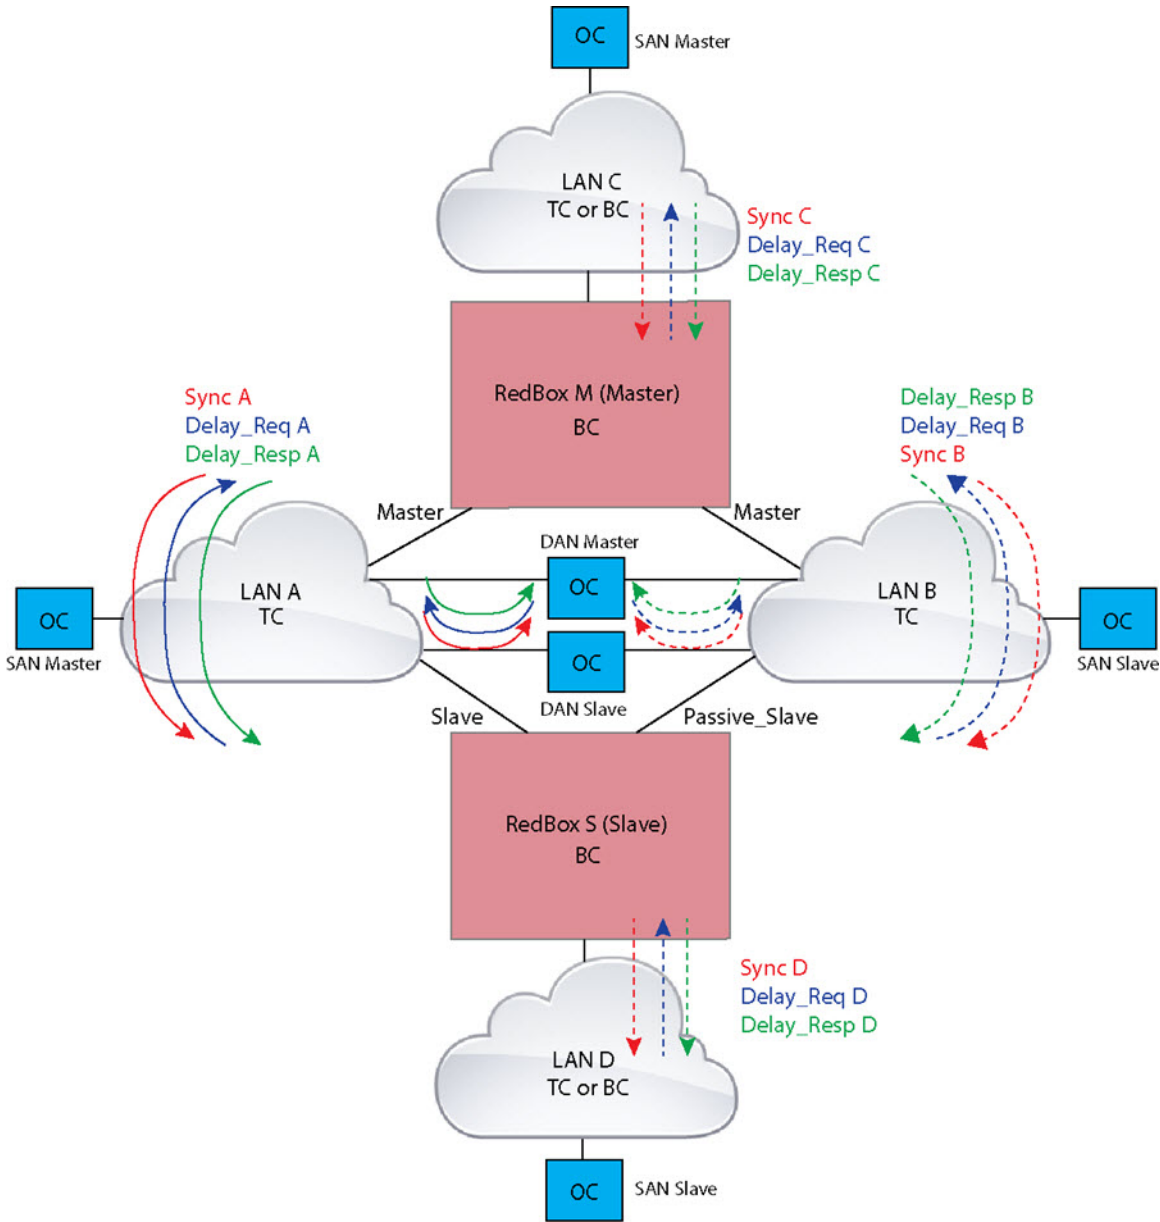 OC
SAN Master
LAN C
TC or BC
Sync C
Delay_Req C
Delay_Resp C
RedBox M (Master)
BC
Sync A
Delay_Req A
Delay_Resp A
Delay_Resp B
Delay_Req B
Sync B
Master
Master
DAN Master
OC
LAN A
TC
LAN B
TC
OC
SAN Master
OC
SAN Slave
OC
DAN Slave
Slave
Passive_Slave
RedBox S (Slave)
BC
Sync D
Delay_Req D
Delay_Resp D
LAN D
TC or BC
OC
SAN Slave